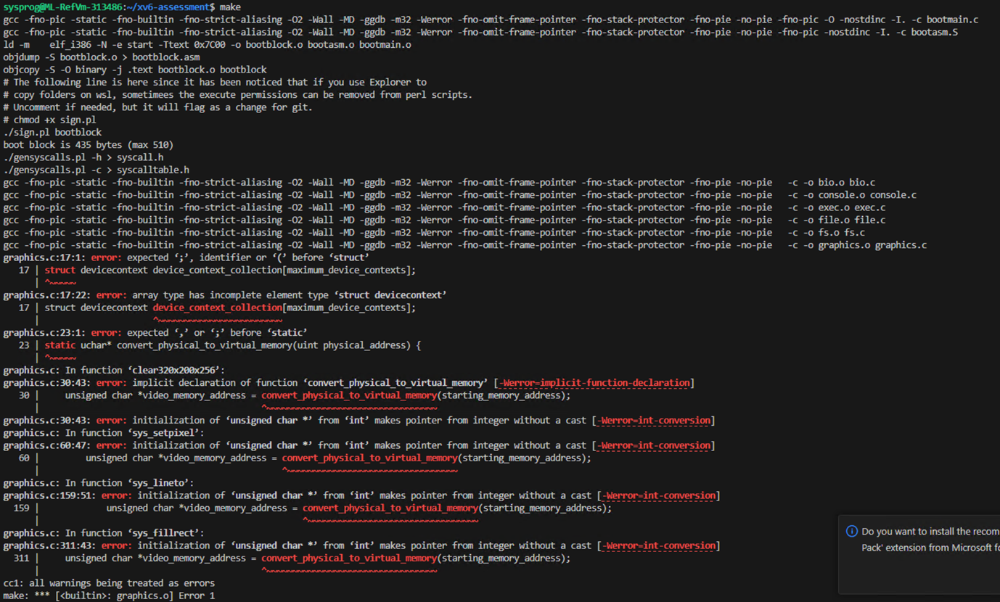 sysprog@ML-RefVm-313486:~/xv6-assessment$ make
gcc -fno-pic -static -fno-builtin -fno-strict-aliasing -O2 -Wall -MD -ggdb -m32 -Werror -fno-omit-frame-pointer -fno-stack-protector -fno-pie -no-pie -fno-pic -O -nostdinc -I. -c bootmain.c
gcc -fno-pic -static -fno-builtin -fno-strict-aliasing -O2 -Wall -MD -ggdb -m32 -Werror -fno-omit-frame-pointer -fno-stack-protector -fno-pie -no-pie -fno-pic -nostdinc -I. -c bootasm.S
ld -m    elf_i386 -N -e start -Ttext 0x7C00 -o bootblock.o bootasm.o bootmain.o
objdump -S bootblock.o > bootblock.asm
objcopy -S -O binary -j .text bootblock.o bootblock
# The following line is here since it has been noticed that if you use Explorer to
# copy folders on wsl, sometimees the execute permissions can be removed from perl scripts.
# Uncomment if needed, but it will flag as a change for git.
# chmod +x sign.pl
./sign.pl bootblock
boot block is 435 bytes (max 510)
./gensyscalls.pl -h > syscall.h
./gensyscalls.pl -c > syscalltable.h
gcc -fno-pic -static -fno-builtin -fno-strict-aliasing -O2 -Wall -MD -ggdb -m32 -Werror -fno-omit-frame-pointer -fno-stack-protector -fno-pie -no-pie   -c -o bio.o bio.c
gcc -fno-pic -static -fno-builtin -fno-strict-aliasing -O2 -Wall -MD -ggdb -m32 -Werror -fno-omit-frame-pointer -fno-stack-protector -fno-pie -no-pie   -c -o console.o console.c
gcc -fno-pic -static -fno-builtin -fno-strict-aliasing -O2 -Wall -MD -ggdb -m32 -Werror -fno-omit-frame-pointer -fno-stack-protector -fno-pie -no-pie   -c -o exec.o exec.c
gcc -fno-pic -static -fno-builtin -fno-strict-aliasing -O2 -Wall -MD -ggdb -m32 -Werror -fno-omit-frame-pointer -fno-stack-protector -fno-pie -no-pie   -c -o file.o file.c
gcc -fno-pic -static -fno-builtin -fno-strict-aliasing -O2 -Wall -MD -ggdb -m32 -Werror -fno-omit-frame-pointer -fno-stack-protector -fno-pie -no-pie   -c -o fs.o fs.c
gcc -fno-pic -static -fno-builtin -fno-strict-aliasing -O2 -Wall -MD -ggdb -m32 -Werror -fno-omit-frame-pointer -fno-stack-protector -fno-pie -no-pie   -c -o graphics.o graphics.c
graphics.c:17:1: error: expected ‘;’, identifier or ‘(’ before ‘struct’
   17 | struct devicecontext device_context_collection[maximum_device_contexts];
      | ^~~~~~
graphics.c:17:22: error: array type has incomplete element type ‘struct devicecontext’
   17 | struct devicecontext device_context_collection[maximum_device_contexts];
      |                      ^~~~~~~~~~~~~~~~~~~~~~~~~
graphics.c:23:1: error: expected ‘,’ or ‘;’ before ‘static’
   23 | static uchar* convert_physical_to_virtual_memory(uint physical_address) {
      | ^~~~~~
graphics.c: In function ‘clear320x200x256’:
graphics.c:30:43: error: implicit declaration of function ‘convert_physical_to_virtual_memory’ [-Werror=implicit-function-declaration]
   30 |     unsigned char *video_memory_address = convert_physical_to_virtual_memory(starting_memory_address);
      |                                           ^~~~~~~~~~~~~~~~~~~~~~~~~~~~~~~~~~
graphics.c:30:43: error: initialization of ‘unsigned char *’ from ‘int’ makes pointer from integer without a cast [-Werror=int-conversion]
graphics.c: In function ‘sys_setpixel’:
graphics.c:60:47: error: initialization of ‘unsigned char *’ from ‘int’ makes pointer from integer without a cast [-Werror=int-conversion]
   60 |         unsigned char *video_memory_address = convert_physical_to_virtual_memory(starting_memory_address);
      |                                               ^~~~~~~~~~~~~~~~~~~~~~~~~~~~~~~~~~
graphics.c: In function ‘sys_lineto’:
graphics.c:159:51: error: initialization of ‘unsigned char *’ from ‘int’ makes pointer from integer without a cast [-Werror=int-conversion]
  159 |             unsigned char *video_memory_address = convert_physical_to_virtual_memory(starting_memory_address);
      |                                                   ^~~~~~~~~~~~~~~~~~~~~~~~~~~~~~~~~~
graphics.c: In function ‘sys_fillrect’:
graphics.c:311:43: error: initialization of ‘unsigned char *’ from ‘int’ makes pointer from integer without a cast [-Werror=int-conversion]
  311 |     unsigned char *video_memory_address = convert_physical_to_virtual_memory(starting_memory_address);
      |                                           ^~~~~~~~~~~~~~~~~~~~~~~~~~~~~~~~~~
cc1: all warnings being treated as errors
make: *** [<builtin>: graphics.o] Error 1
Do you want to install the recom
Pack' extension from Microsoft fo